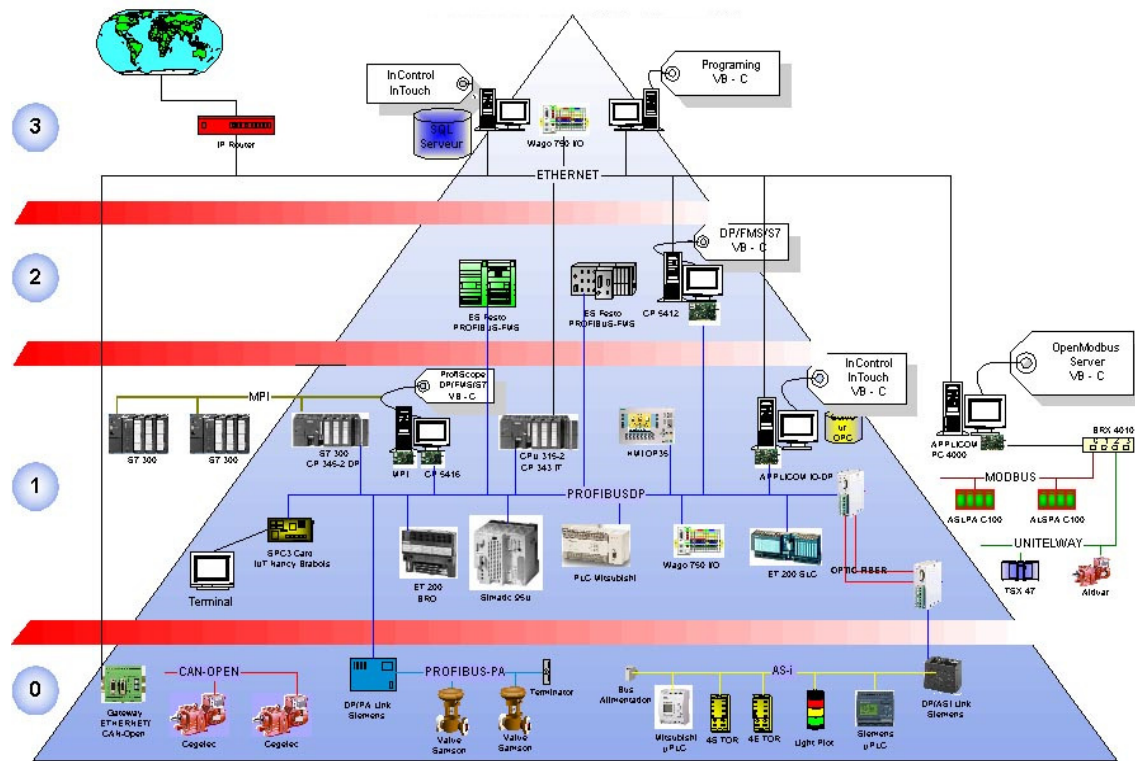 3
IP Router
InControl
InTouch
SQL
Serveur
Wago 750 I/O
Programing
VB - C
ETHERNET
2
ES Festo
PROFIBUS-FMS
ES Festo
PROFIBUS-FMS
CP 5412
DP/FMS/S7
VB - C
1
MPI
S7 300
S7 300
S7 300
CP 345-2 DP
ProfiScope
DP/FMS/S7
VB - C
MPI
CP 5416
CPU 315-2
CP 343 IT
HMI OP35
InControl
InTouch
VB - C
ur
OPC
APPLICOM IO-DP
OpenModbus
Server
VB - C
APPLICOM
PC 4000
BRX 4010
MODBUS
ASLPA C100
ALSPA C100
UNITELWAY
TSX 47
Altivar
PROFIBUSDP
SPC3 Card
IUT Nancy Brabois
Terminal
ET 200
BRO
Simatic 95U
PLC Mitsubishi
Wago 750 I/O
ET 200 SLC
OPTIC FIBER
0
Gateway
ETHERNET/
CAN-Open
CAN-OPEN
Cegelec
Cegelec
DP/PA Link
Siemens
PROFIBUS-PA
Valve
Samson
Valve
Samson
Terminator
Bus
Alimentation
AS-i
Mitsubishi
µPLC
4S TOR
4E TOR
Light Plot
Siemens
µPLC
DP/ASI Link
Siemens